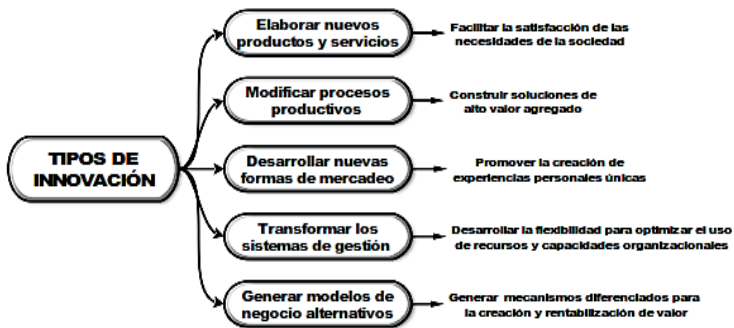 TIPOS DE
INNOVACIÓN
Elaborar nuevos
productos y servicios
Facilitar la satisfacción de las
necesidades de la sociedad
Modificar procesos
productivos
Construir soluciones de
alto valor agregado
Desarrollar nuevas
formas de mercadeo
Promover la creación de
experiencias personales únicas
Transformar los
sistemas de gestión
Desarrollar la flexibilidad para optimizar el uso
de recursos y capacidades organizacionales
Generar modelos de
negocio alternativos
Generar mecanismos diferenciados para
la creación y rentabilización de valor